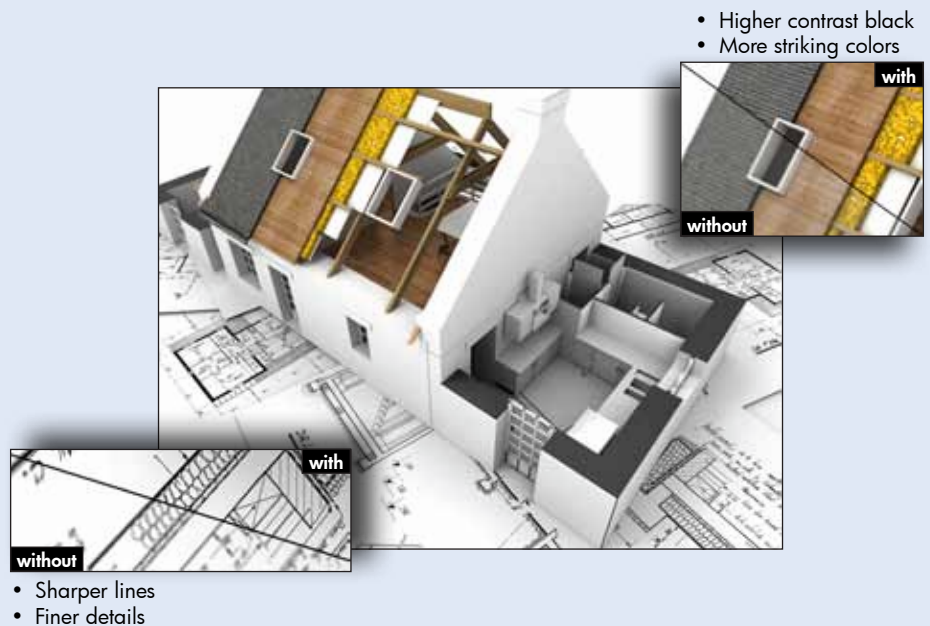 • Higher contrast black
• More striking colors
with
without
with
without
• Sharper lines
• Finer details